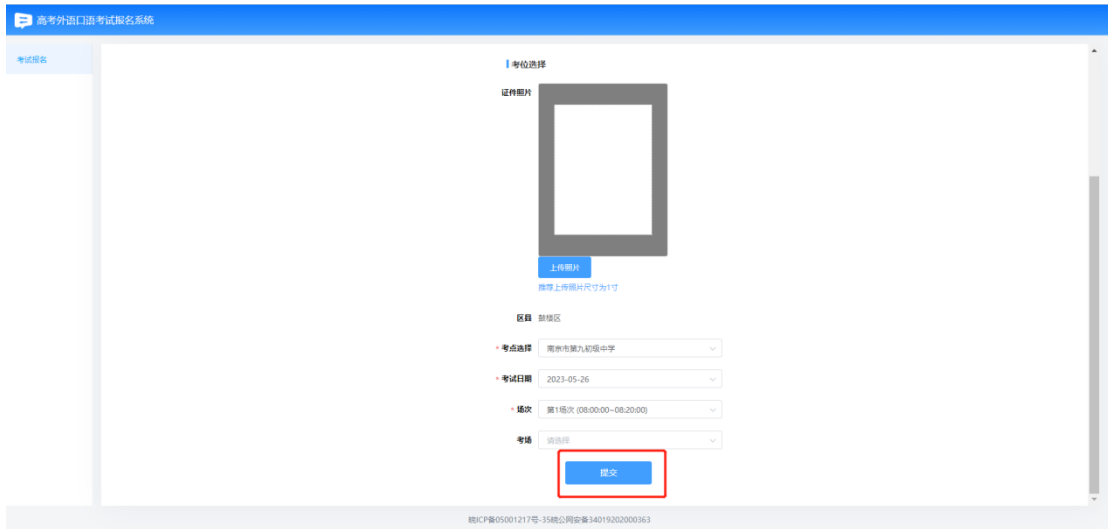 高考外语口语考试报名系统
考试报名
考位选择
证件照片
上传照片
推荐上传照片尺寸为1寸
区县 鼓楼区
* 考点选择 南京市第九初级中学
* 考试日期 2023-05-26
* 场次 第1场次 (08:00:00~08:20:00)
考场 请选择
提交
皖ICP备05001217号-35皖公网安备34019202000363